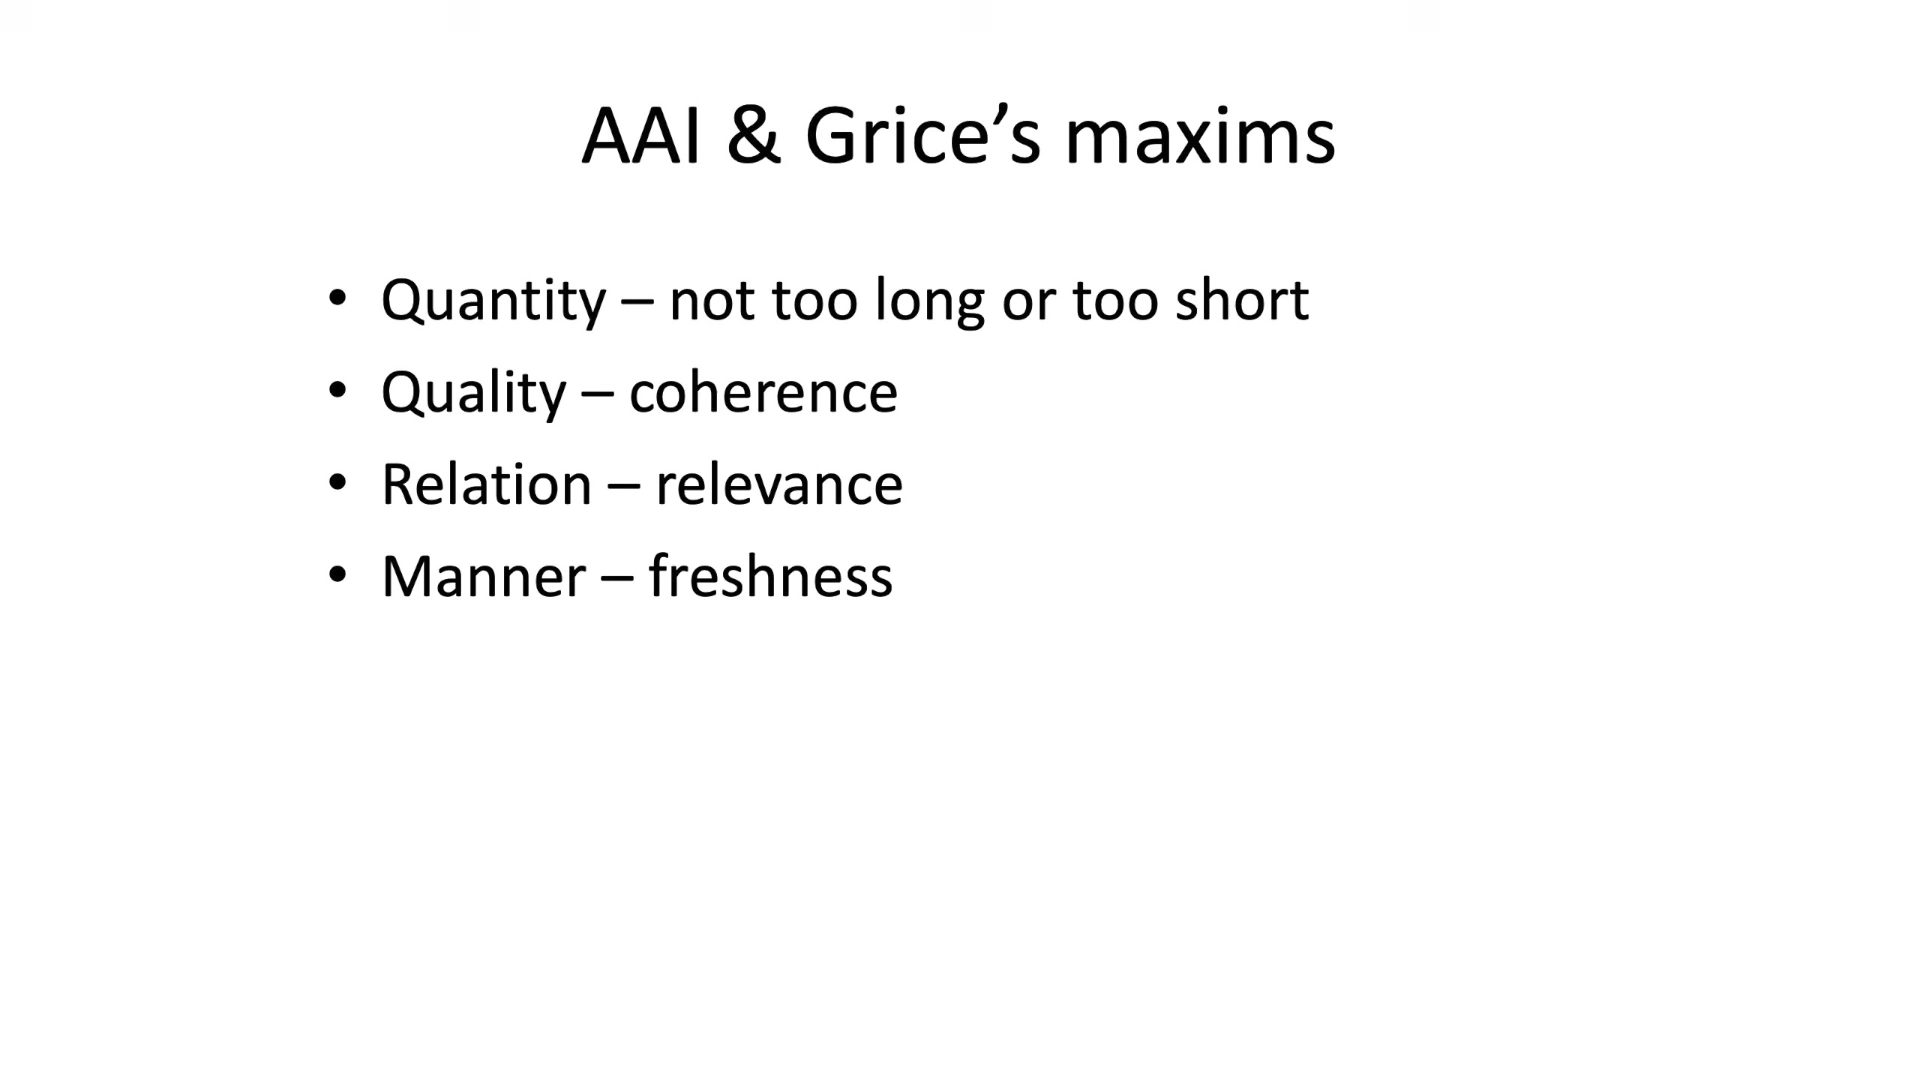 AAI & Grice’s maxims
• Quantity – not too long or too short
• Quality – coherence
• Relation – relevance
• Manner – freshness